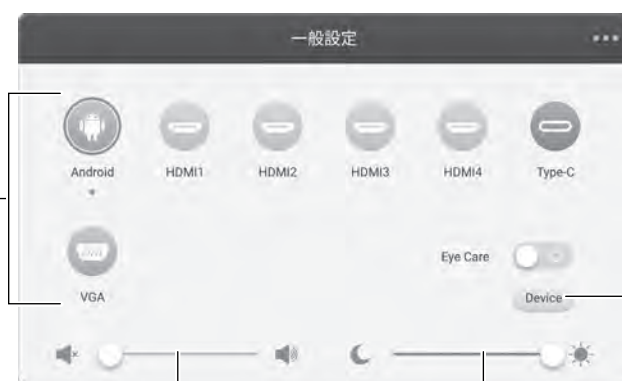 一般設定
Android HDMI1 HDMI2 HDMI3 HDMI4 Type-C
VGA
Eye Care
Device